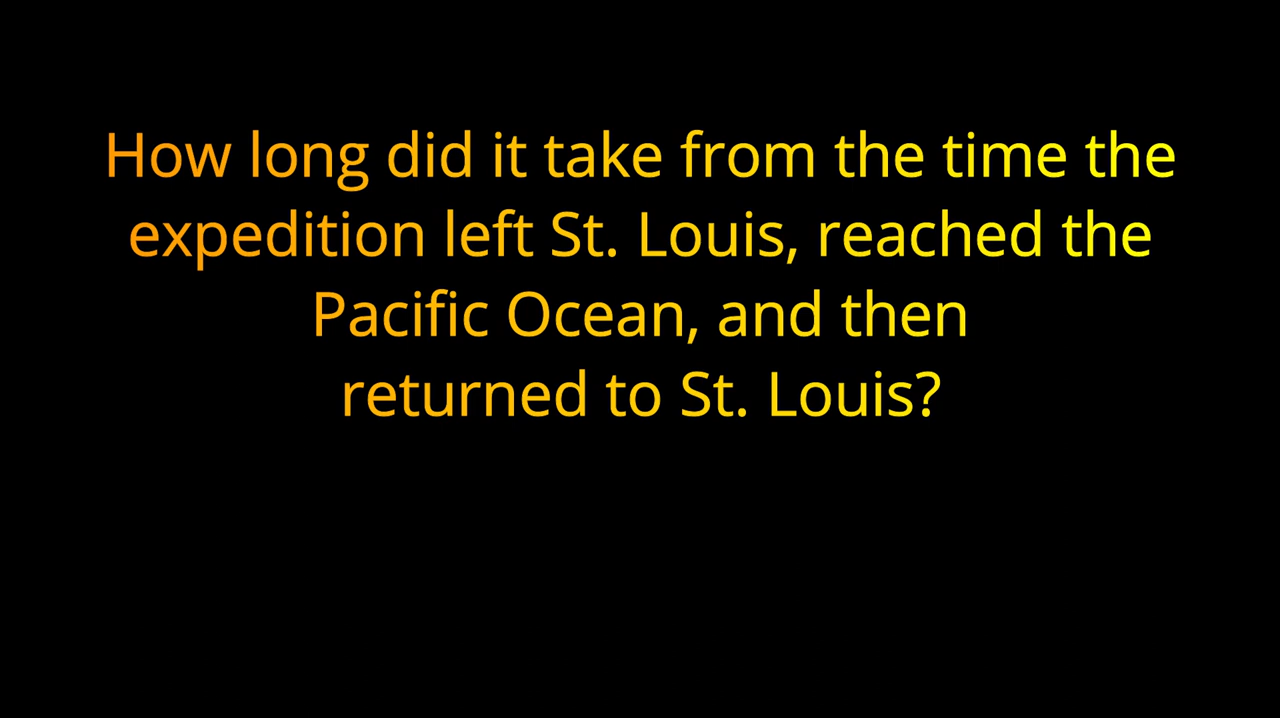 How long did it take from the time the
expedition left St. Louis, reached the
Pacific Ocean, and then
returned to St. Louis?